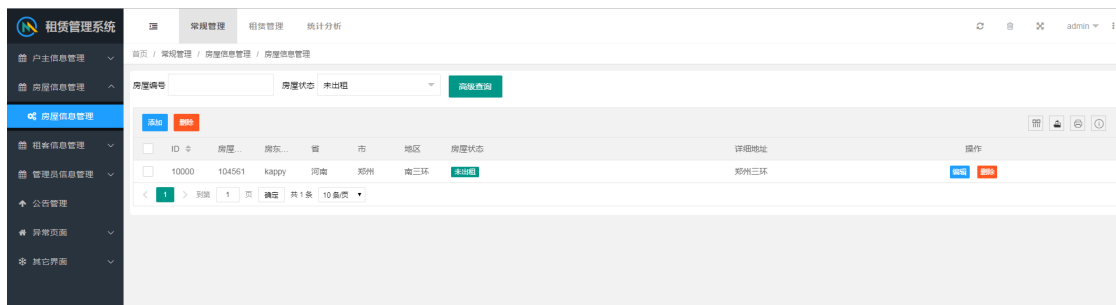 租赁管理系统
常规管理 租赁管理 统计分析
admin
户主信息管理
首页 / 常规管理 / 房屋信息管理 / 房屋信息管理
房屋信息管理
房屋编号 房屋状态 未出租 高级查询
房屋信息管理
添加 删除
租客信息管理
ID 房屋... 房东... 省 市 地区 房屋状态 详细地址 操作
管理员信息管理
10000 104561 kappy 河南 郑州 南三环 未出租 郑州三环 编辑 删除
1 到第 1 页 确定 共 1 条 10 条/页
公告管理
异常页面
其它界面